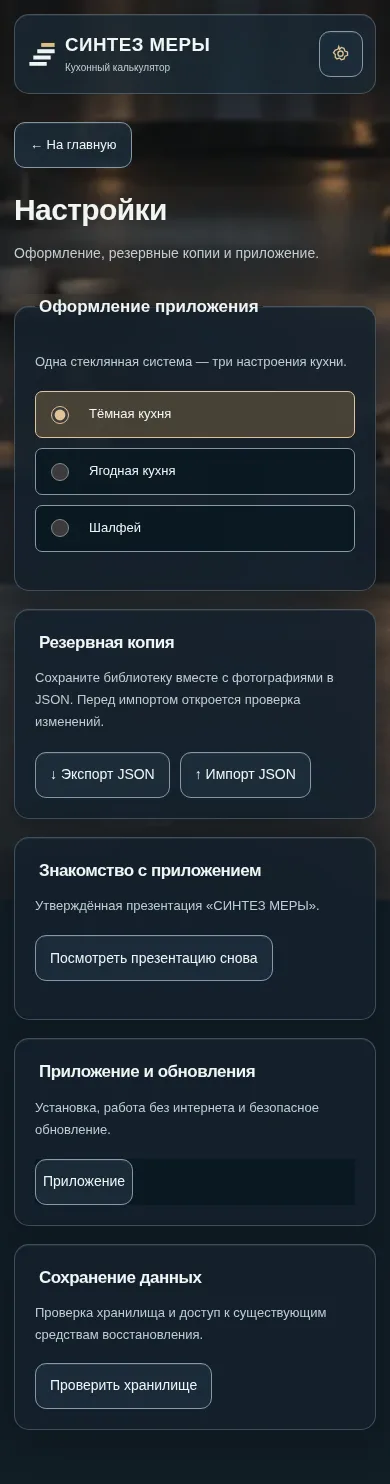 СИНТЕЗ МЕРЫ
Кухонный калькулятор
← На главную
Настройки
Оформление, резервные копии и приложение.
Оформление приложения
Одна стеклянная система — три настроения кухни.
Тёмная кухня
Ягодная кухня
Шалфей
Резервная копия
Сохраните библиотеку вместе с фотографиями в
JSON. Перед импортом откроется проверка
изменений.
↓ Экспорт JSON
↑ Импорт JSON
Знакомство с приложением
Утверждённая презентация «СИНТЕЗ МЕРЫ».
Посмотреть презентацию снова
Приложение и обновления
Установка, работа без интернета и безопасное
обновление.
Приложение
Сохранение данных
Проверка хранилища и доступ к существующим
средствам восстановления.
Проверить хранилище